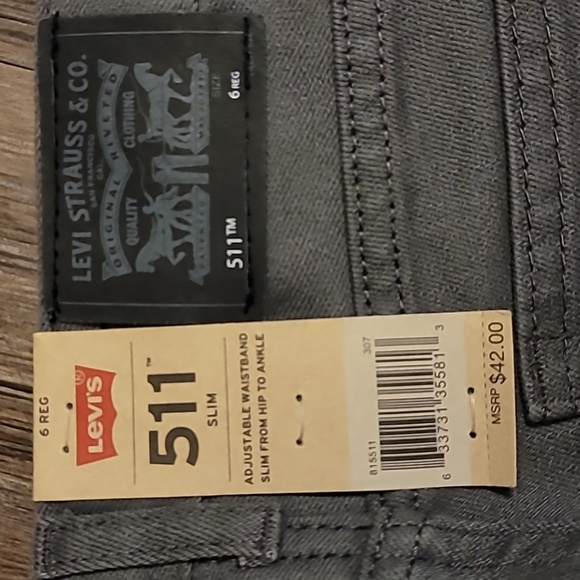 LEVI STRAUSS & CO.
SAN FRANCISCO
CAL.
ORIGINAL RIVETED
QUALITY CLOTHING
SIZE
511™ 6 REG
6 REG
Levi's®
511™
SLIM
ADJUSTABLE WAISTBAND
SLIM FROM HIP TO ANKLE
307
815511
6 33731 35581 3
MSRP $42.00